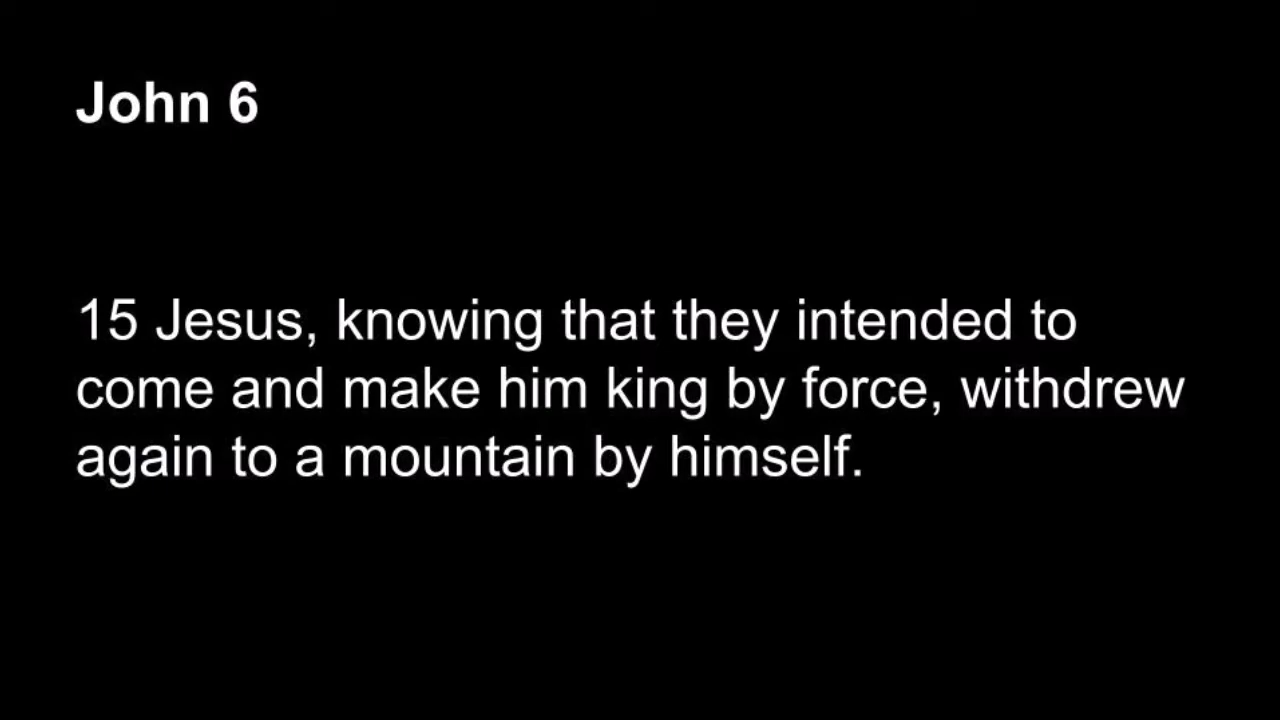 John 6
15 Jesus, knowing that they intended to
come and make him king by force, withdrew
again to a mountain by himself.